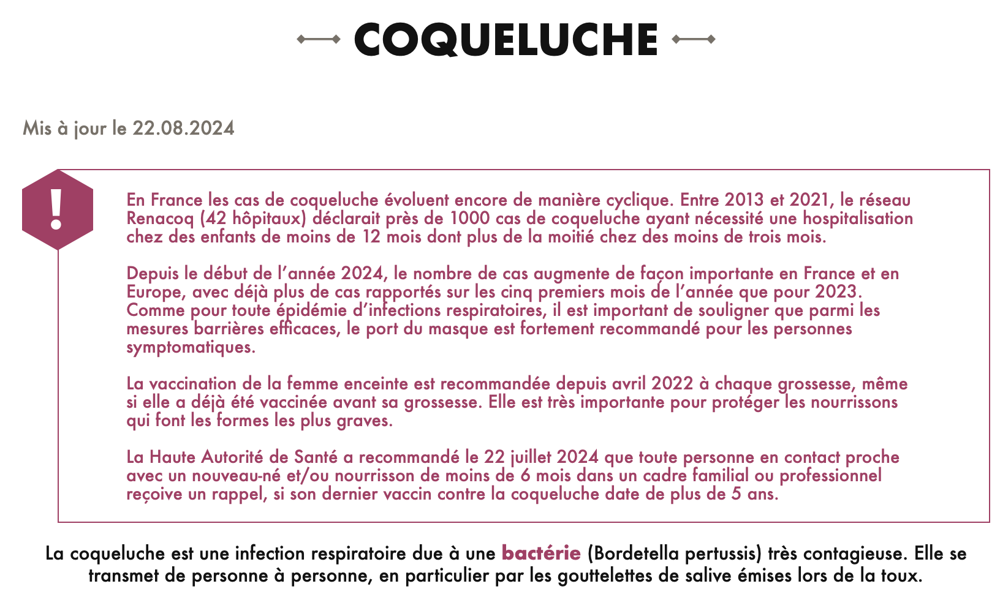 COQUELUCHE
Mis à jour le 22.08.2024
!
En France les cas de coqueluche évoluent encore de manière cyclique. Entre 2013 et 2021, le réseau
Renacoq (42 hôpitaux) déclarait près de 1000 cas de coqueluche ayant nécessité une hospitalisation
chez des enfants de moins de 12 mois dont plus de la moitié chez des moins de trois mois.
Depuis le début de l’année 2024, le nombre de cas augmente de façon importante en France et en
Europe, avec déjà plus de cas rapportés sur les cinq premiers mois de l’année que pour 2023.
Comme pour toute épidémie d’infections respiratoires, il est important de souligner que parmi les
mesures barrières efficaces, le port du masque est fortement recommandé pour les personnes
symptomatiques.
La vaccination de la femme enceinte est recommandée depuis avril 2022 à chaque grossesse, même
si elle a déjà été vaccinée avant sa grossesse. Elle est très importante pour protéger les nourrissons
qui font les formes les plus graves.
La Haute Autorité de Santé a recommandé le 22 juillet 2024 que toute personne en contact proche
avec un nouveau-né et/ou nourrisson de moins de 6 mois dans un cadre familial ou professionnel
reçoive un rappel, si son dernier vaccin contre la coqueluche date de plus de 5 ans.
La coqueluche est une infection respiratoire due à une bactérie (Bordetella pertussis) très contagieuse. Elle se
transmet de personne à personne, en particulier par les gouttelettes de salive émises lors de la toux.